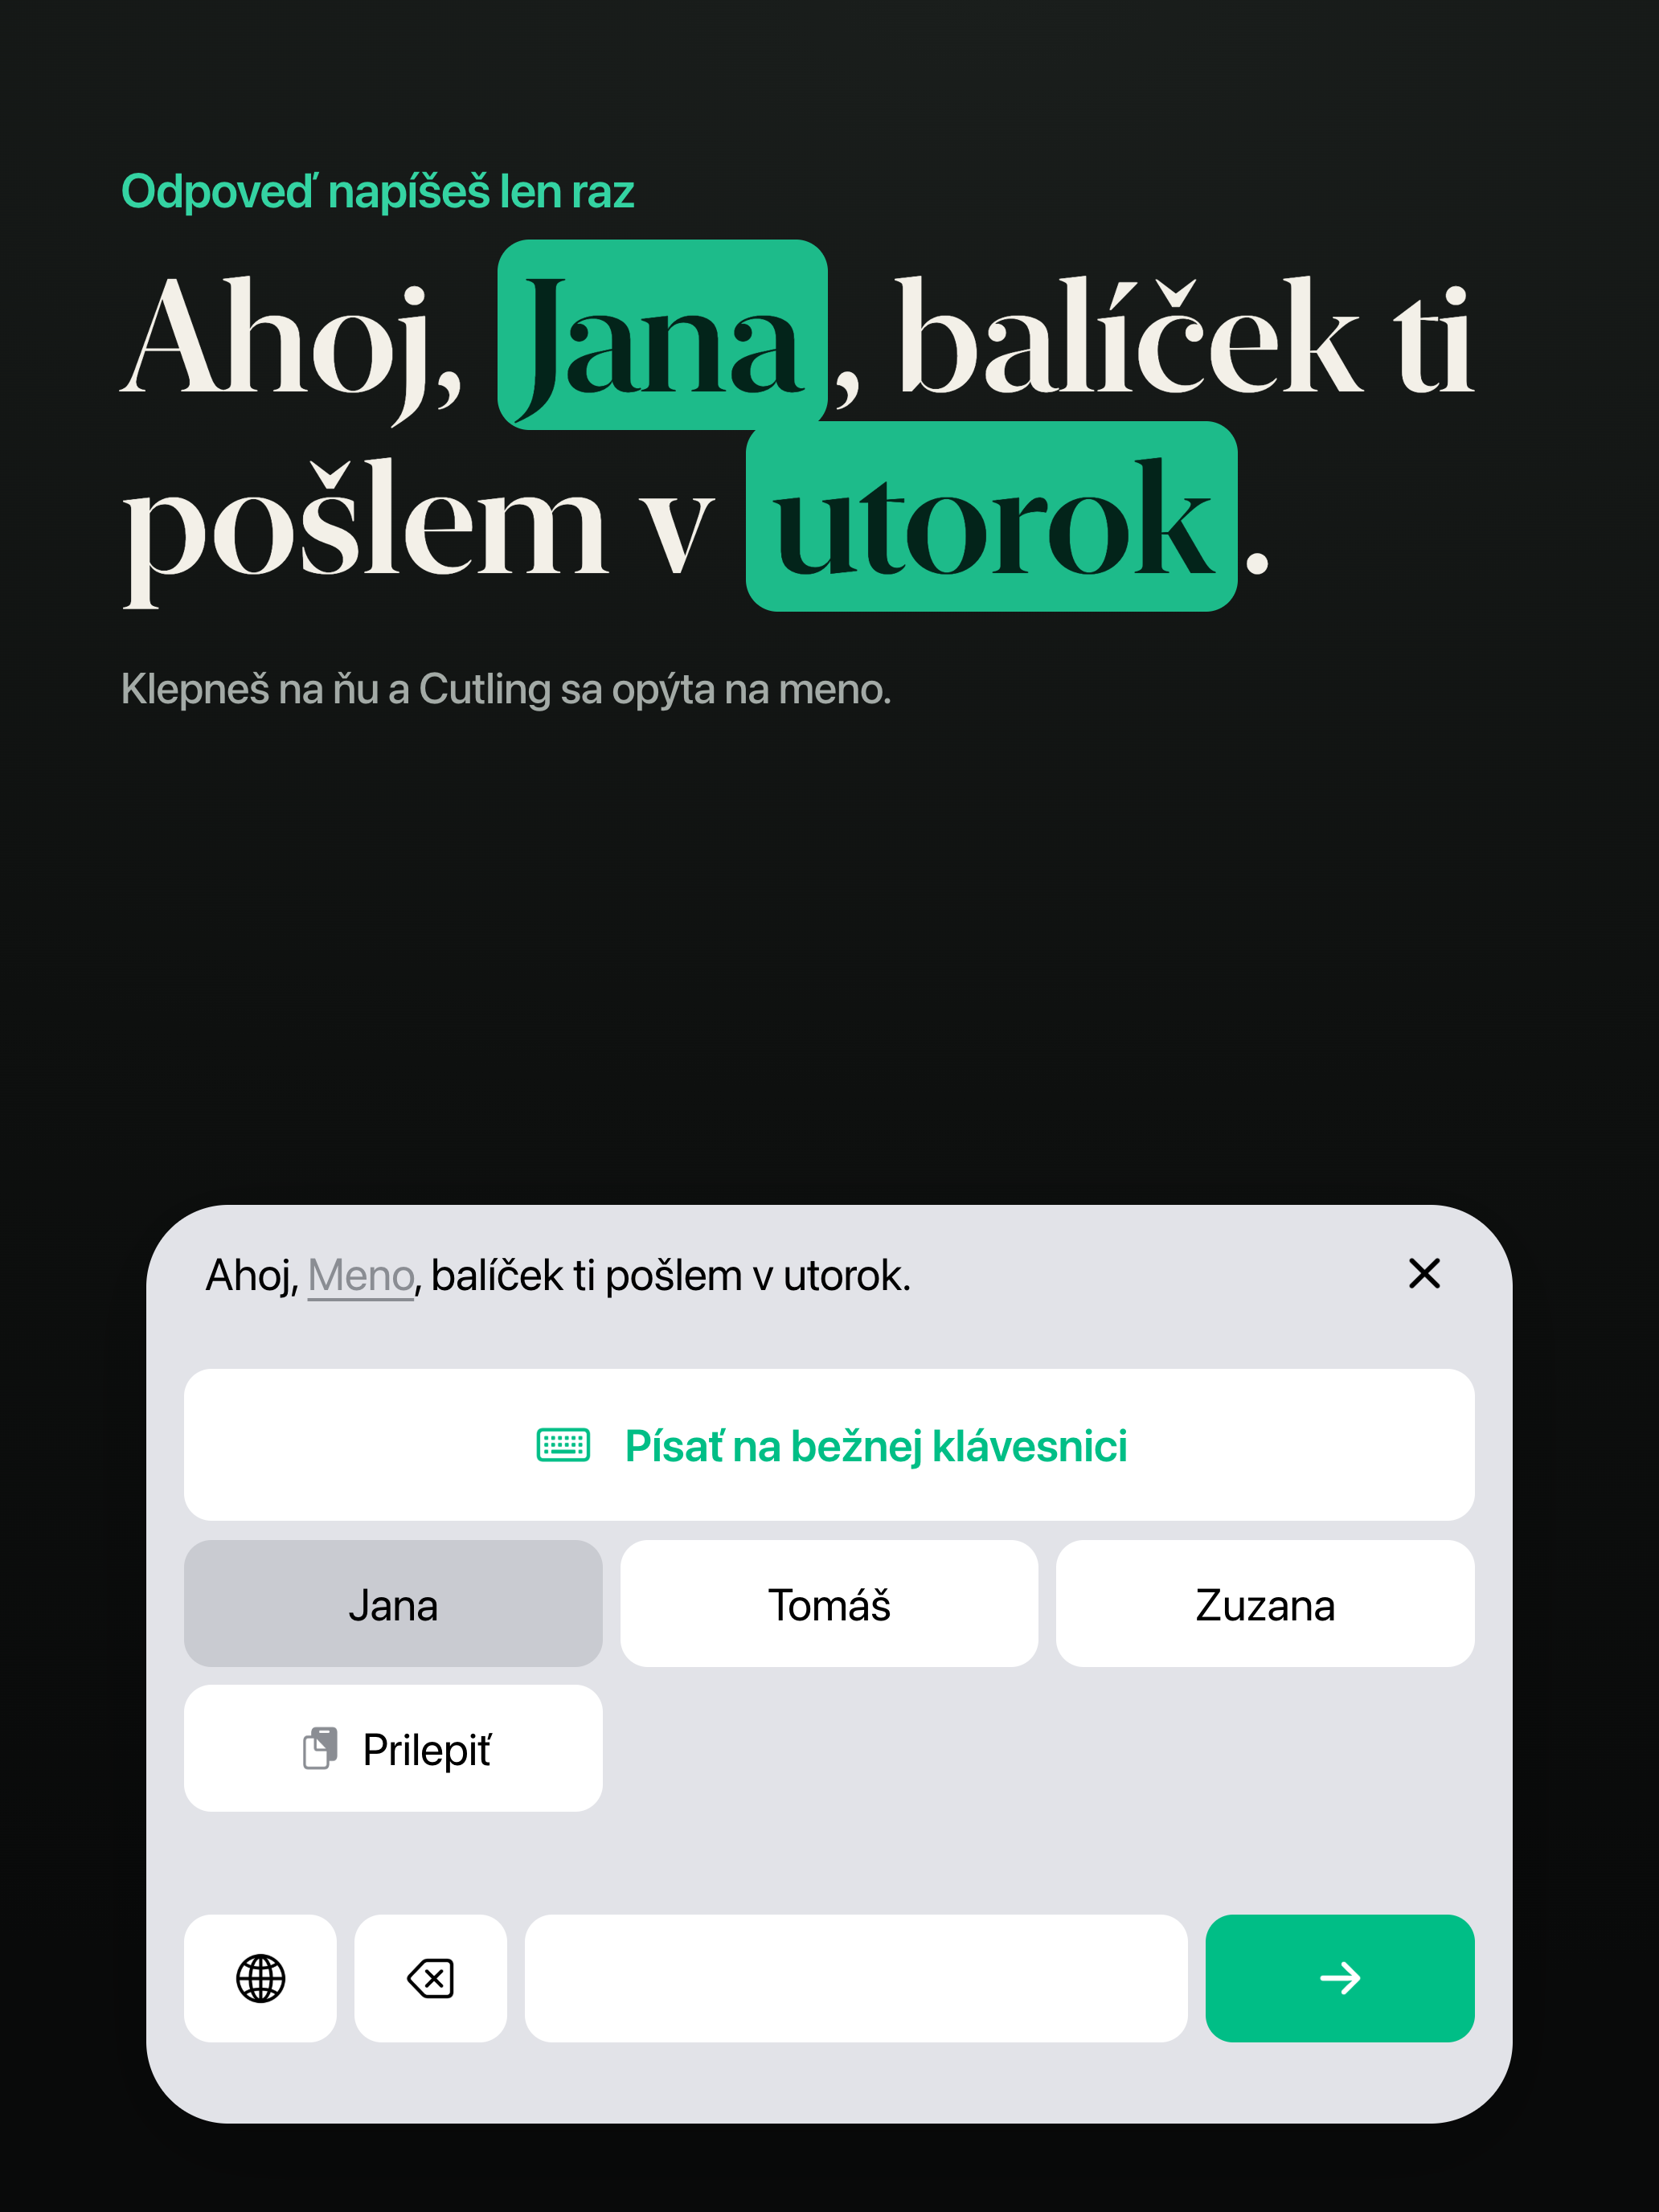 Odpoveď napíšeš len raz
Ahoj, Jana, balíček ti
pošlem v utorok.
Klepneš na ňu a Cutling sa opýta na meno.
Ahoj, Meno, balíček ti pošlem v utorok.
Písať na bežnej klávesnici
Jana
Tomáš
Zuzana
Prilepiť